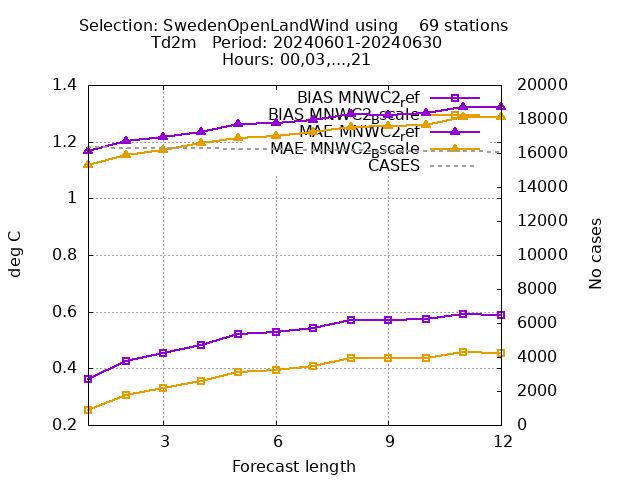 Selection: SwedenOpenLandWind using 69 stations
Td2m Period: 20240601-20240630
Hours: 00,03,...,21
BIAS MNWC2_ref
BIAS MNWC2_Bscale
MAE MNWC2_ref
MAE MNWC2_Bscale
CASES
1.4
1.2
1
0.8
0.6
0.4
0.2
deg C
20000
18000
16000
14000
12000
10000
8000
6000
4000
2000
0
No cases
3 6 9 12
Forecast length